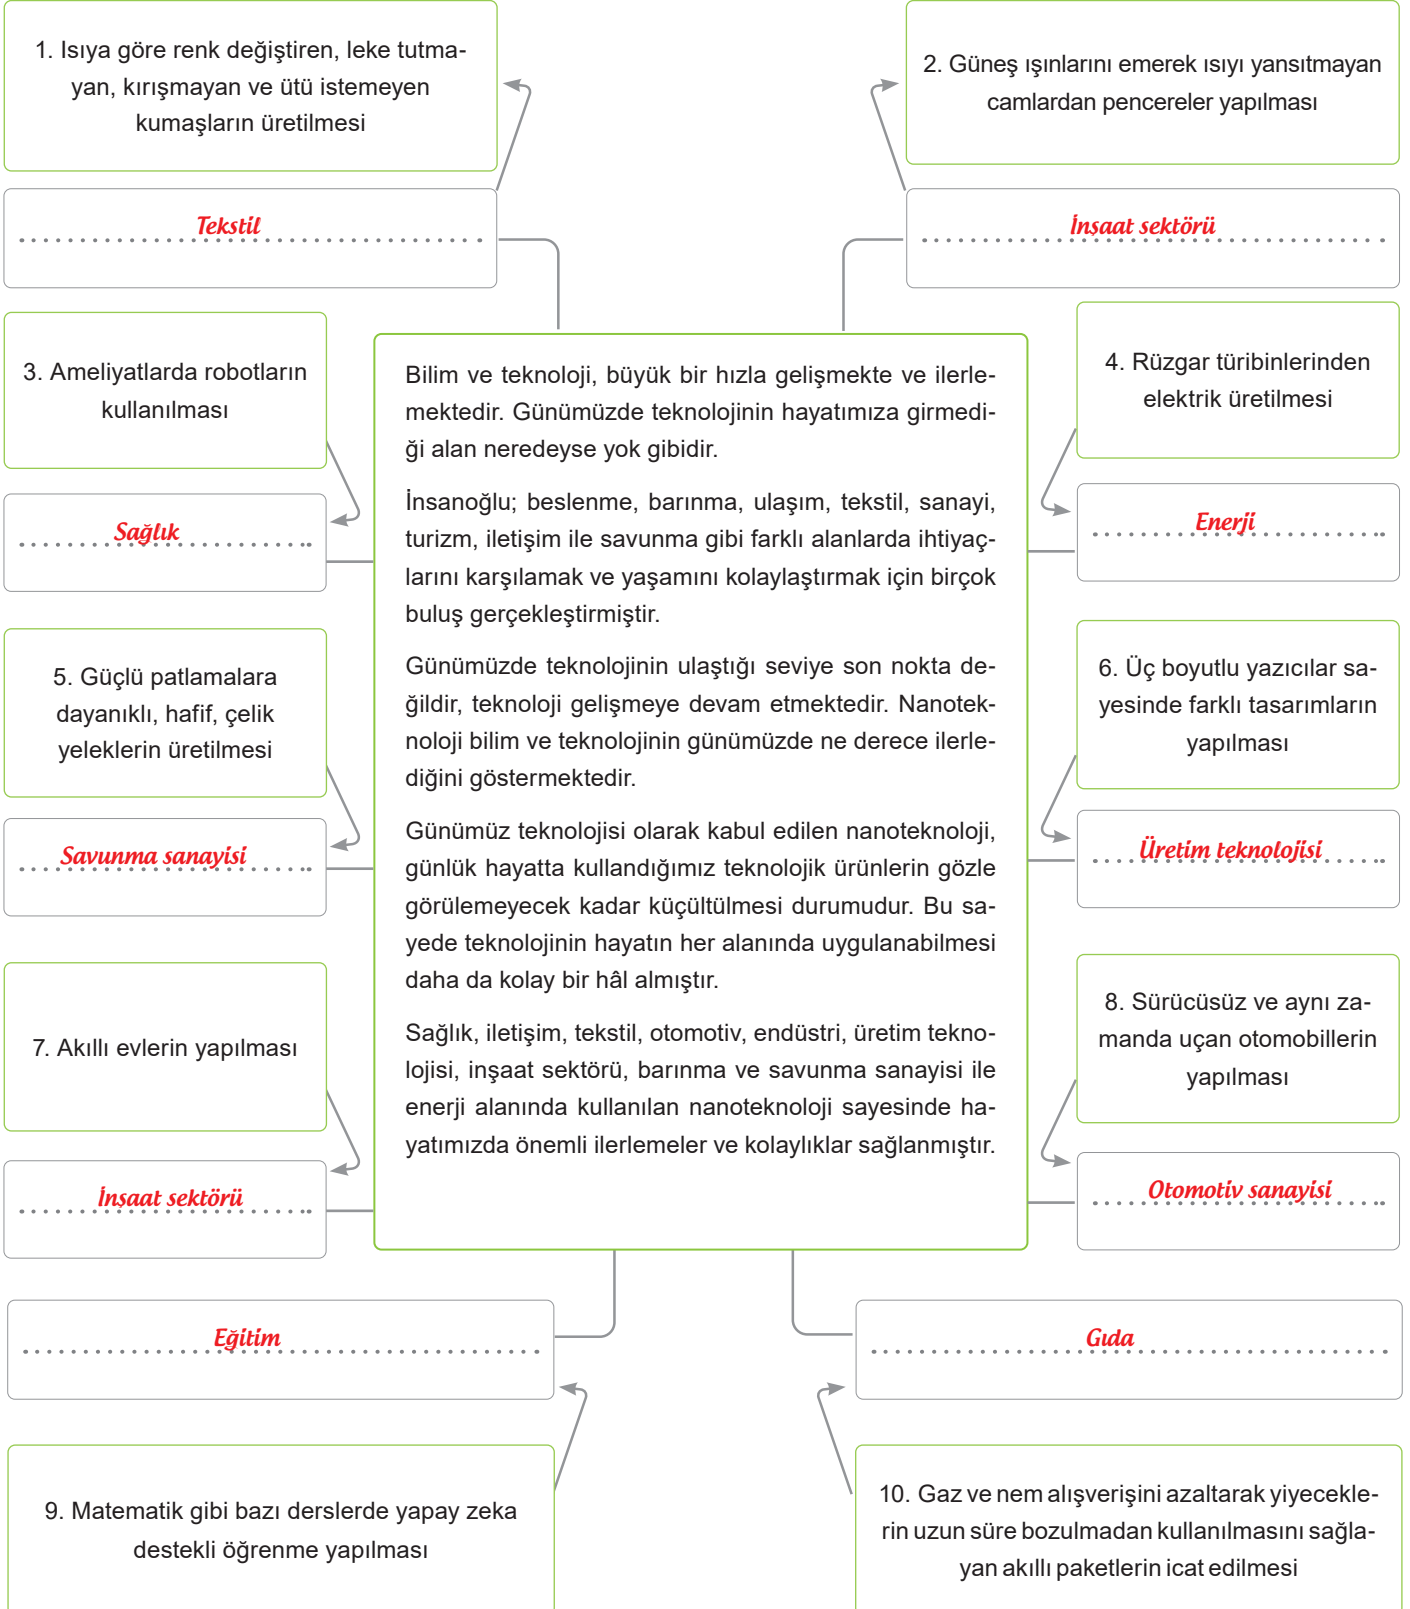 1. Isıya göre renk değiştiren, leke tutma-
yan, kırışmayan ve ütü istemeyen
kumaşların üretilmesi
Tekstil
2. Güneş ışınlarını emerek ısıyı yansıtmayan
camlardan pencereler yapılması
İnşaat sektörü
3. Ameliyatlarda robotların
kullanılması
Sağlık
4. Rüzgar türibinlerinden
elektrik üretilmesi
Enerji
Bilim ve teknoloji, büyük bir hızla gelişmekte ve ilerle-
mektedir. Günümüzde teknolojinin hayatımıza girmedi-
ği alan neredeyse yok gibidir.
İnsanoğlu; beslenme, barınma, ulaşım, tekstil, sanayi,
turizm, iletişim ile savunma gibi farklı alanlarda ihtiyaç-
larını karşılamak ve yaşamını kolaylaştırmak için birçok
buluş gerçekleştirmiştir.
Günümüzde teknolojinin ulaştığı seviye son nokta de-
ğildir, teknoloji gelişmeye devam etmektedir. Nanotek-
noloji bilim ve teknolojinin günümüzde ne derece ilerle-
diğini göstermektedir.
Günümüz teknolojisi olarak kabul edilen nanoteknoloji,
günlük hayatta kullandığımız teknolojik ürünlerin gözle
görülemeyecek kadar küçültülmesi durumudur. Bu sa-
yede teknolojinin hayatın her alanında uygulanabilmesi
daha da kolay bir hâl almıştır.
Sağlık, iletişim, tekstil, otomotiv, endüstri, üretim tekno-
lojisi, inşaat sektörü, barınma ve savunma sanayisi ile
enerji alanında kullanılan nanoteknoloji sayesinde ha-
yatımızda önemli ilerlemeler ve kolaylıklar sağlanmıştır.
5. Güçlü patlamalara
dayanıklı, hafif, çelik
yeleklerin üretilmesi
Savunma sanayisi
6. Üç boyutlu yazıcılar sa-
yesinde farklı tasarımların
yapılması
Üretim teknolojisi
7. Akıllı evlerin yapılması
İnşaat sektörü
8. Sürücüsüz ve aynı za-
manda uçan otomobillerin
yapılması
Otomotiv sanayisi
Eğitim
9. Matematik gibi bazı derslerde yapay zeka
destekli öğrenme yapılması
Gıda
10. Gaz ve nem alışverişini azaltarak yiyecekle-
rin uzun süre bozulmadan kullanılmasını sağla-
yan akıllı paketlerin icat edilmesi